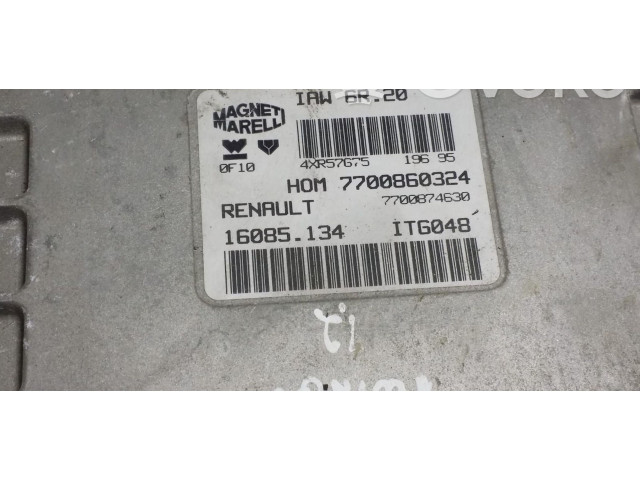 IAW 6R.20
MAGNETI
MARELLI
0F10
4XR57675 196 95
HOM 7700860324
7700874630
RENAULT
16085.134 ITG048